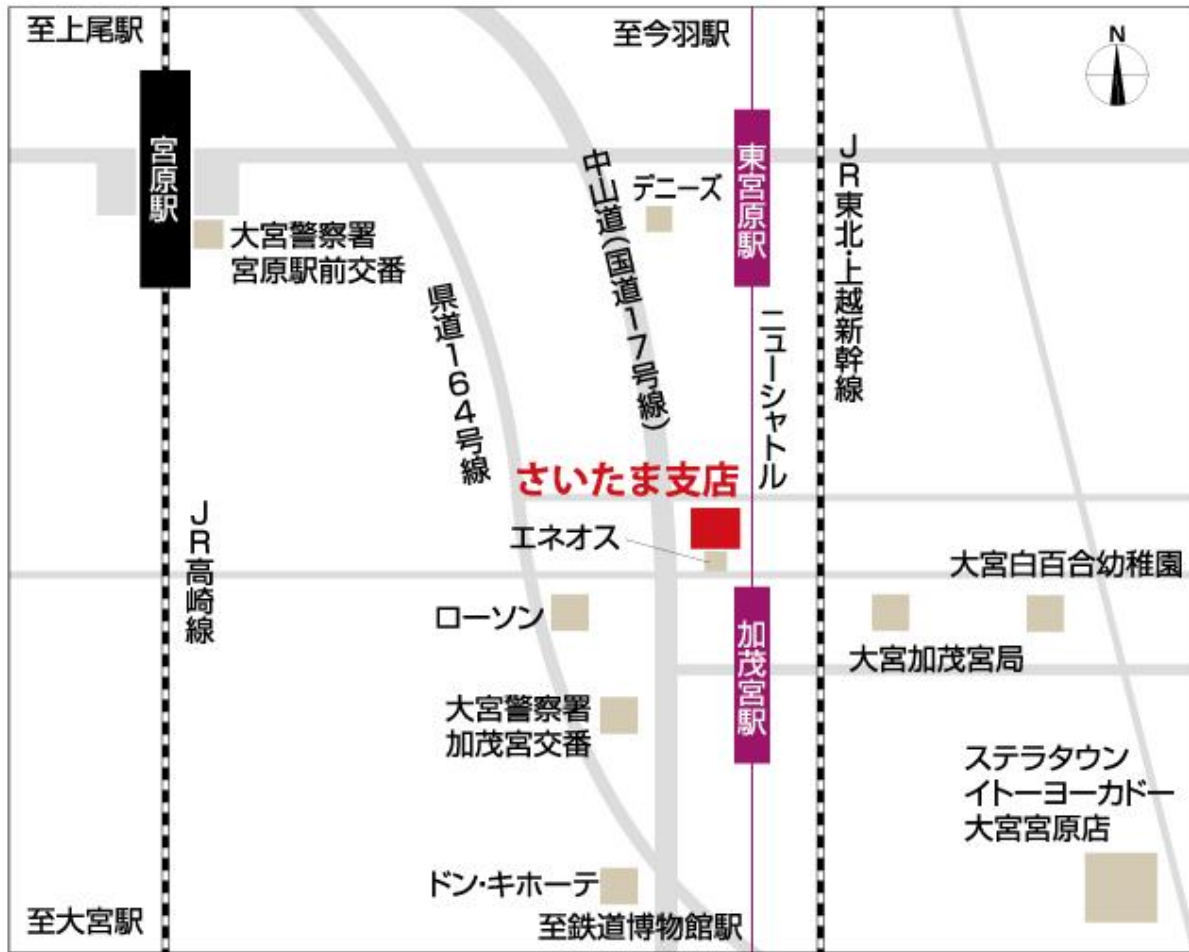 至上尾駅
至今羽駅
N
宮原駅
東宮原駅
JR東北・上越新幹線
中山道(国道17号線)
デニーズ
大宮警察署
宮原駅前交番
県道164号線
ニューシャトル
さいたま支店
エネオス
JR高崎線
大宮白百合幼稚園
ローソン
加茂宮駅
大宮加茂宮局
大宮警察署
加茂宮交番
ステラタウン
イトーヨーカドー
大宮宮原店
ドン・キホーテ
至大宮駅
至鉄道博物館駅